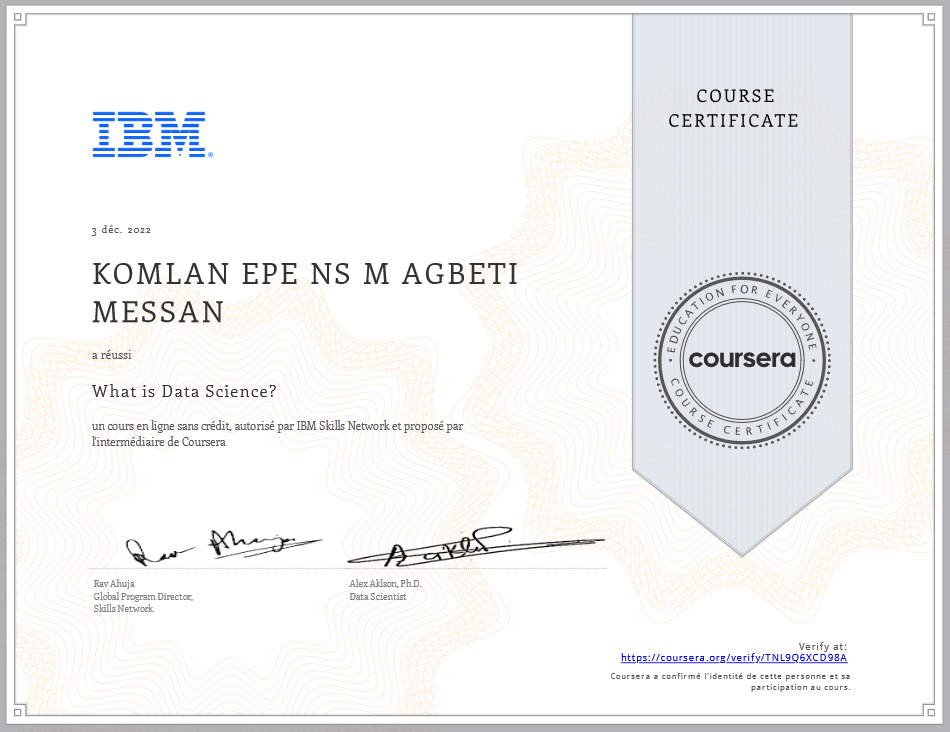 COURSE
CERTIFICATE
IBM
3 déc. 2022
KOMLAN EPE NS M AGBETI
MESSAN
a réussi
What is Data Science?
un cours en ligne sans crédit, autorisé par IBM Skills Network et proposé par
l'intermédiaire de Coursera
EDUCATION FOR EVERYONE
coursera
COURSE CERTIFICATE
Rav Ahuja
Global Program Director,
Skills Network
Alex Aklson, Ph.D.
Data Scientist
Verify at:
https://coursera.org/verify/TNL9Q6XCD98A
Coursera a confirmé l'identité de cette personne et sa
participation au cours.